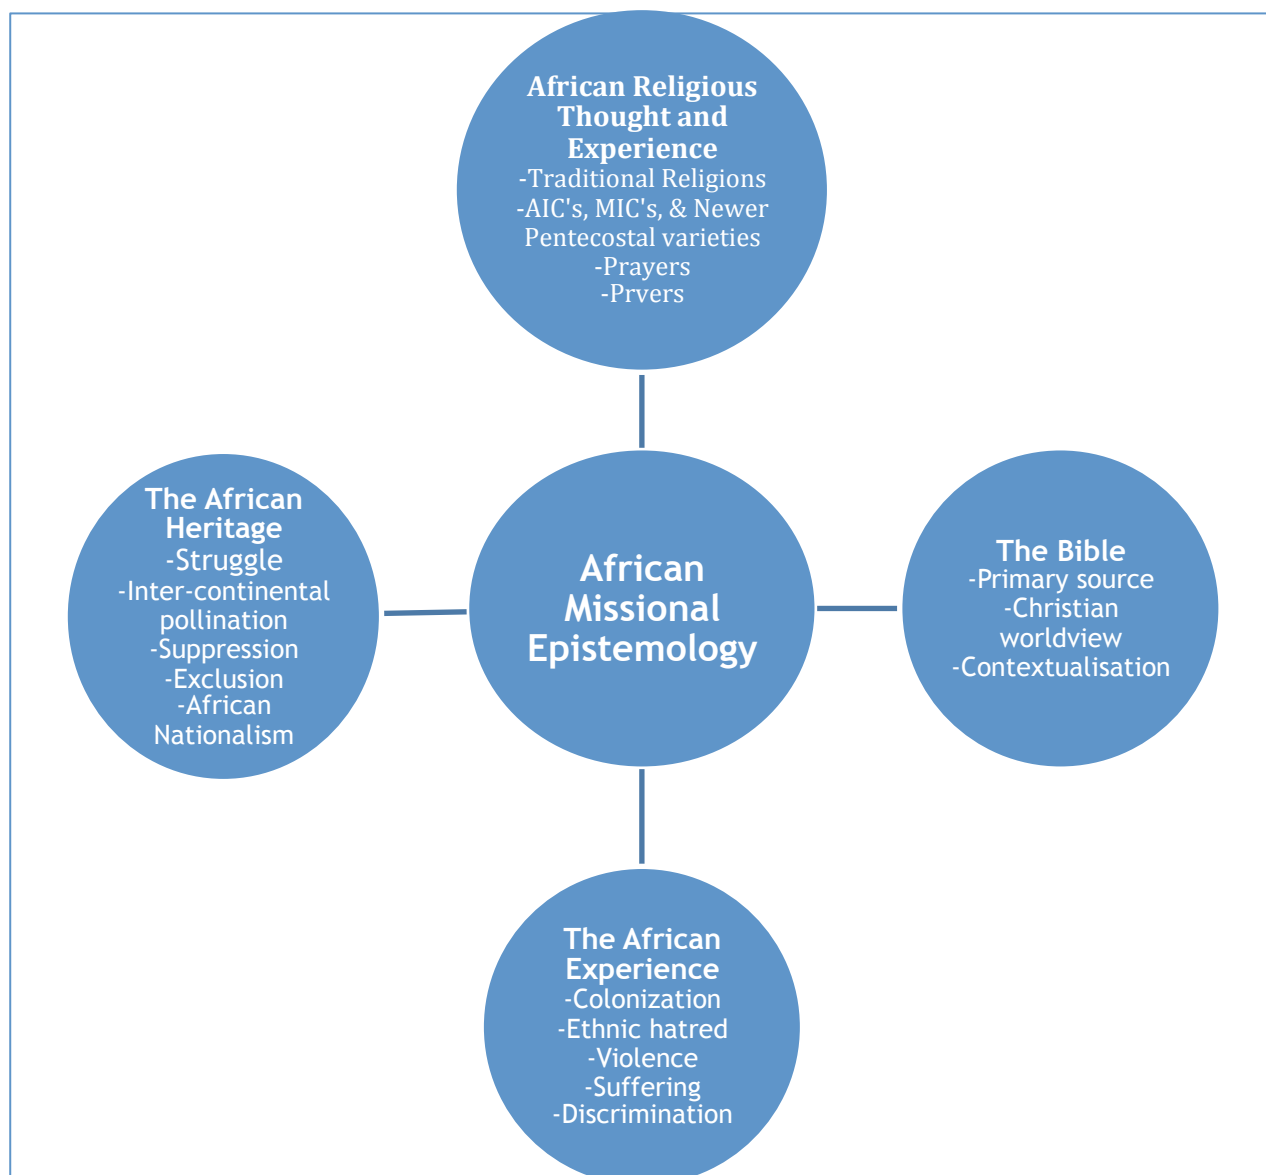 African Religious
Thought and
Experience
-Traditional Religions
-AIC's, MIC's, & Newer
Pentecostal varieties
-Prayers
-Prvers
The African
Heritage
-Struggle
-Inter-continental
pollination
-Suppression
-Exclusion
-African
Nationalism
African
Missional
Epistemology
The Bible
-Primary source
-Christian
worldview
-Contextualisation
The African
Experience
-Colonization
-Ethnic hatred
-Violence
-Suffering
-Discrimination